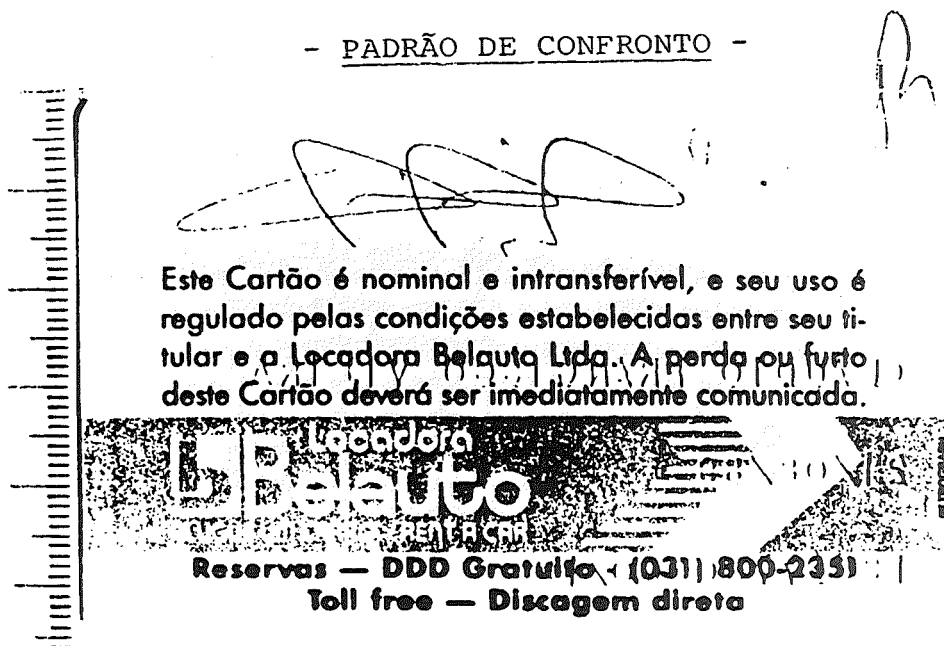 - PADRÃO DE CONFRONTO -
Este Cartão é nominal e intransferível, e seu uso é
regulado pelas condições estabelecidas entre seu ti-
tular e a Locadora Belauto Ltda. A perda ou furto
deste Cartão deverá ser imediatamente comunicada.
Locadora
Belauto
RENT A CAR
Reservas — DDD Gratuito - (031) 800-2351
Toll free — Discagem direta